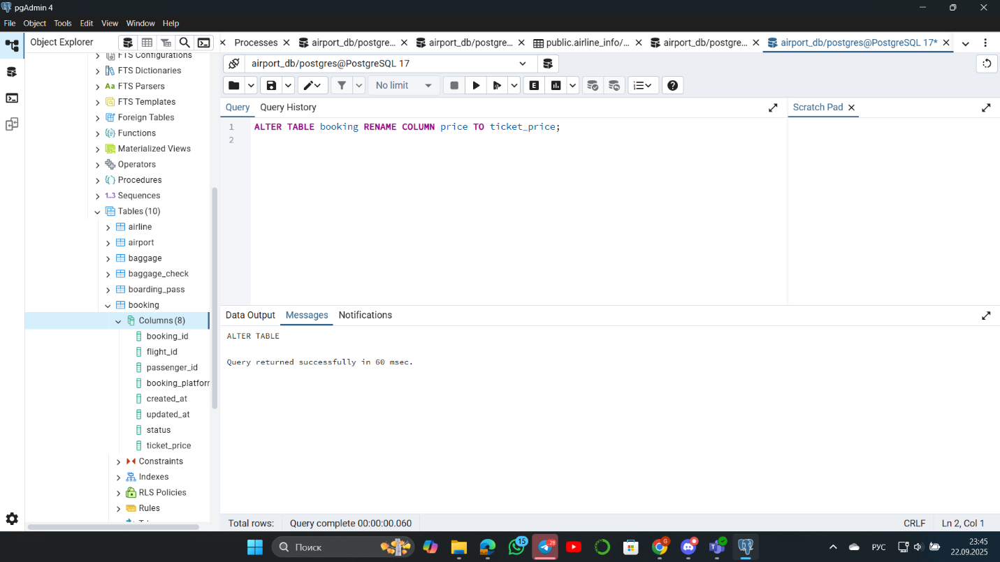 pgAdmin 4
File Object Tools Edit View Window Help
Object Explorer
Processes airport_db/postgre... airport_db/postgre... public.airline_info/... airport_db/postgre... airport_db/postgres@PostgreSQL 17*
airport_db/postgres@PostgreSQL 17
No limit
E
Query Query History Scratch Pad
1 ALTER TABLE booking RENAME COLUMN price TO ticket_price;
2
FTS Configurations
FTS Dictionaries
Aa FTS Parsers
FTS Templates
Foreign Tables
Functions
Materialized Views
Operators
Procedures
1..3 Sequences
Tables (10)
airline
airport
baggage
baggage_check
boarding_pass
booking
Columns (8)
booking_id
flight_id
passenger_id
booking_platfor
created_at
updated_at
status
ticket_price
Constraints
Indexes
RLS Policies
Rules
Data Output Messages Notifications
ALTER TABLE
Query returned successfully in 60 msec.
Total rows: Query complete 00:00:00.060 CRLF Ln 2, Col 1
Поиск
15
28
G
РУС
23:45
22.09.2025